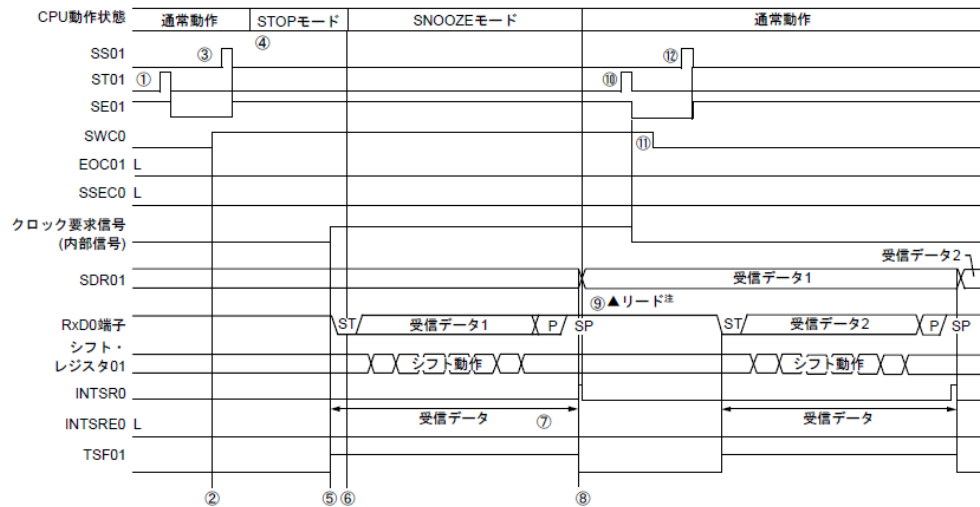 CPU動作状態 通常動作 STOPモード SNOOZEモード 通常動作
④
SS01 ③ ⑫
ST01 ① ⑩
SE01
SWC0 ⑪
EOC01 L
SSEC0 L
クロック要求信号
(内部信号)
受信データ2
SDR01 受信データ1
⑨▲リード注
RxD0端子 ST 受信データ1 P SP ST 受信データ2 P SP
シフト・
レジスタ01 シフト動作 シフト動作
INTSR0
受信データ ⑦ 受信データ
INTSRE0 L
TSF01
② ⑤ ⑥ ⑧